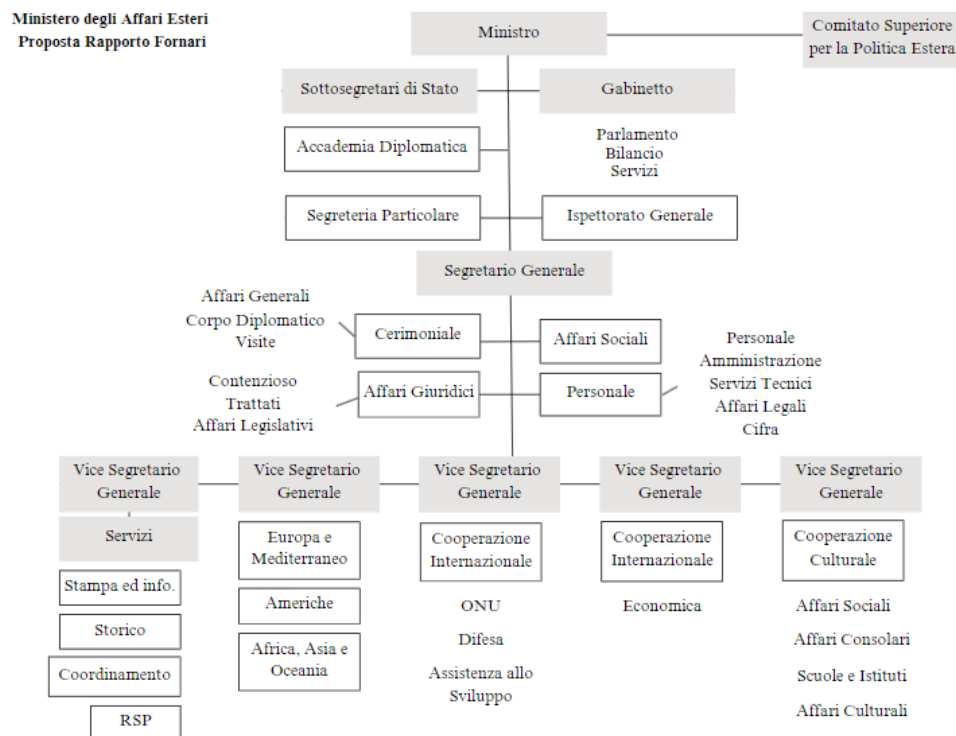 Ministero degli Affari Esteri
Proposta Rapporto Fornari
Ministro
Comitato Superiore
per la Politica Estera
Sottosegretari di Stato
Gabinetto
Parlamento
Bilancio
Servizi
Accademia Diplomatica
Segreteria Particolare
Ispettorato Generale
Segretario Generale
Affari Generali
Corpo Diplomatico
Visite
Cerimoniale
Affari Sociali
Contenzioso
Trattati
Affari Legislativi
Affari Giuridici
Personale
Personale
Amministrazione
Servizi Tecnici
Affari Legali
Cifra
Vice Segretario
Generale
Servizi
Stampa ed info.
Storico
Coordinamento
RSP
Vice Segretario
Generale
Europa e
Mediterraneo
Americhe
Africa, Asia e
Oceania
Vice Segretario
Generale
Cooperazione
Internazionale
ONU
Difesa
Assistenza allo
Sviluppo
Vice Segretario
Generale
Cooperazione
Internazionale
Economica
Vice Segretario
Generale
Cooperazione
Culturale
Affari Sociali
Affari Consolari
Scuole e Istituti
Affari Culturali